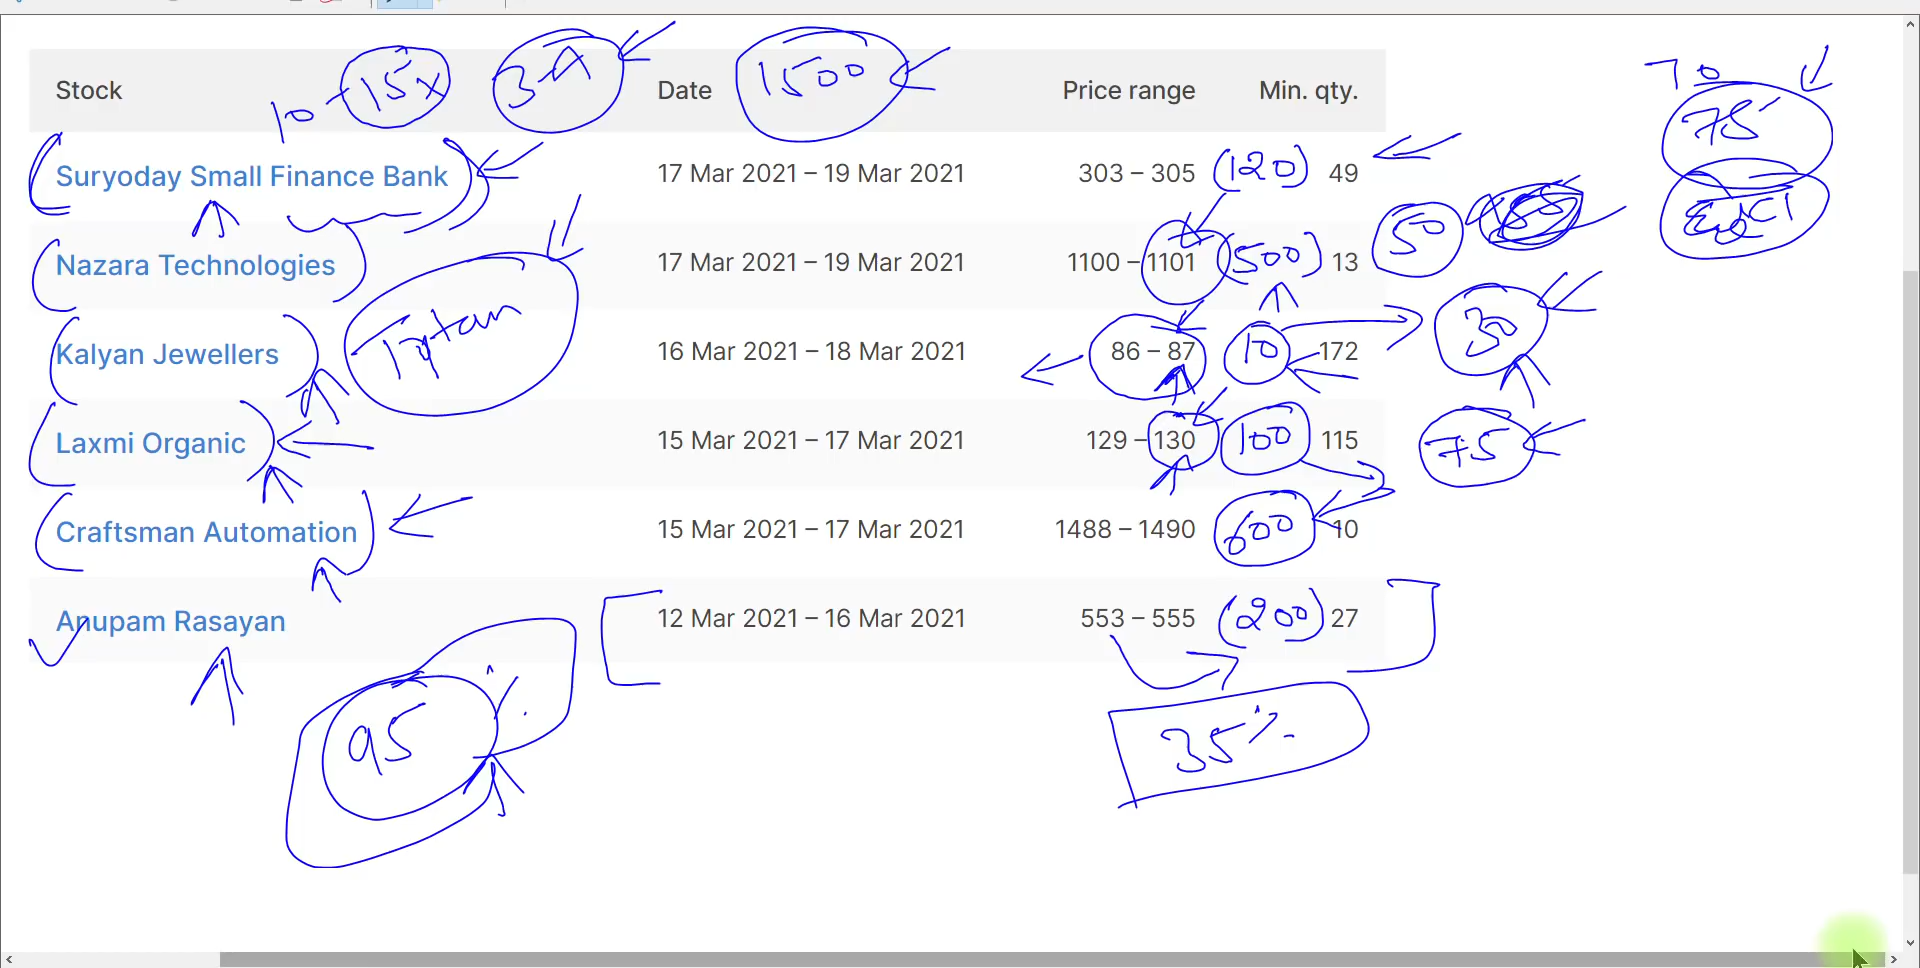 Stock 10-15x 3-4 Date 1500 Price range Min. qty.
70
75
Suryoday Small Finance Bank 17 Mar 2021 – 19 Mar 2021 303 – 305 (120) 49
Nazara Technologies 17 Mar 2021 – 19 Mar 2021 1100 – 1101 (500) 13 50
Kalyan Jewellers 16 Mar 2021 – 18 Mar 2021 86 – 87 10 172 30
Laxmi Organic 15 Mar 2021 – 17 Mar 2021 129 – 130 100 115 75
Craftsman Automation 15 Mar 2021 – 17 Mar 2021 1488 – 1490 600 10
Anupam Rasayan 12 Mar 2021 – 16 Mar 2021 553 – 555 (200) 27
95 %
35%